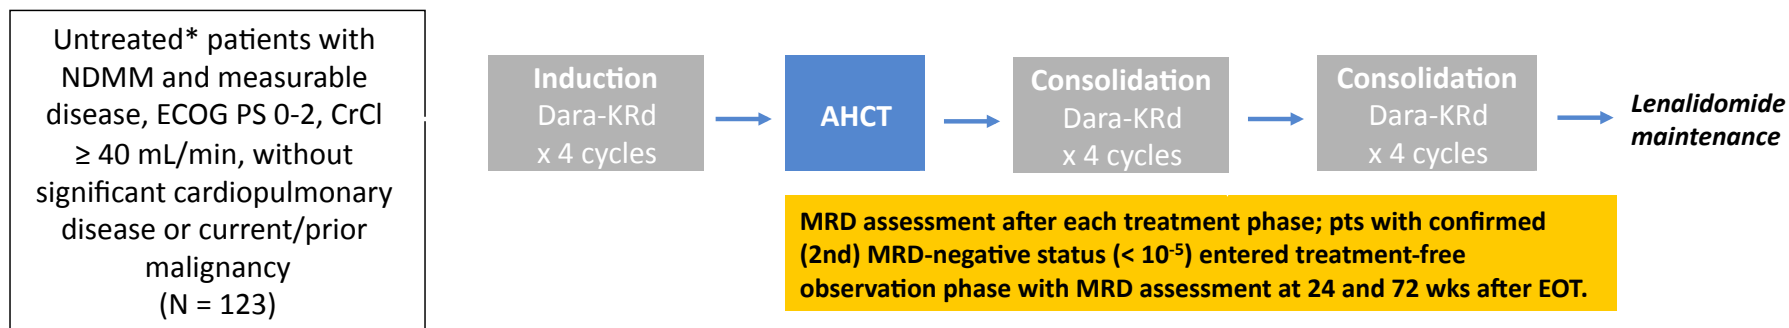 Untreated* patients with
NDMM and measurable
disease, ECOG PS 0-2, CrCl
≥ 40 mL/min, without
significant cardiopulmonary
disease or current/prior
malignancy
(N = 123)
Induction
Dara-KRd
x 4 cycles
AHCT
Consolidation
Dara-KRd
x 4 cycles
Consolidation
Dara-KRd
x 4 cycles
Lenalidomide
maintenance
MRD assessment after each treatment phase; pts with confirmed
(2nd) MRD-negative status (< 10⁻⁵) entered treatment-free
observation phase with MRD assessment at 24 and 72 wks after EOT.